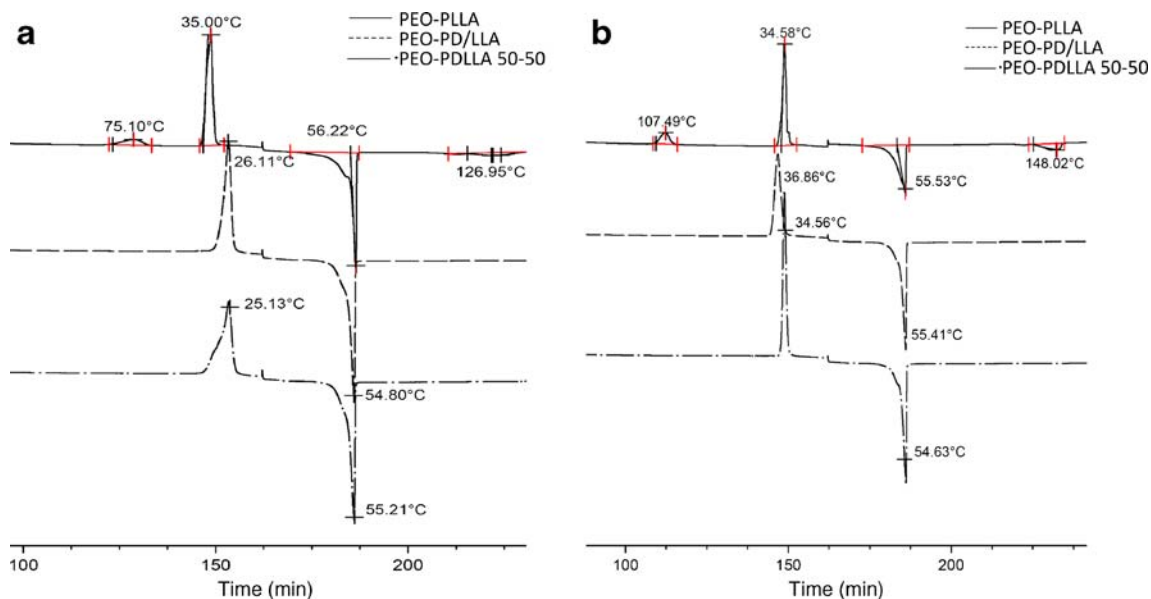 a
35.00°C
PEO-PLLA
PEO-PD/LLA
PEO-PDLLA 50-50
75.10°C
56.22°C
26.11°C
126.95°C
25.13°C
54.80°C
55.21°C
100
150
200
Time (min)
b
34.58°C
PEO-PLLA
PEO-PD/LLA
PEO-PDLLA 50-50
107.49°C
148.02°C
36.86°C
55.53°C
34.56°C
55.41°C
54.63°C
100
150
200
Time (min)